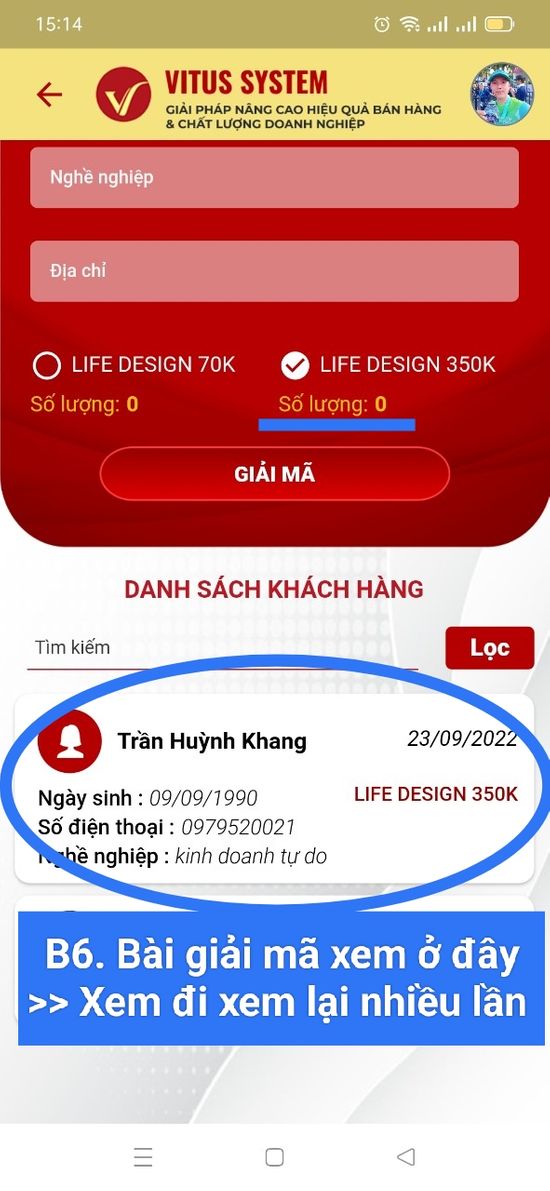 15:14
VITUS SYSTEM
GIẢI PHÁP NÂNG CAO HIỆU QUẢ BÁN HÀNG
& CHẤT LƯỢNG DOANH NGHIỆP
Nghề nghiệp
Địa chỉ
LIFE DESIGN 70K
LIFE DESIGN 350K
Số lượng: 0
Số lượng: 0
GIẢI MÃ
DANH SÁCH KHÁCH HÀNG
Tìm kiếm
Lọc
Trần Huỳnh Khang
23/09/2022
Ngày sinh : 09/09/1990
LIFE DESIGN 350K
Số điện thoại : 0979520021
Nghề nghiệp : kinh doanh tự do
B6. Bài giải mã xem ở đây
>> Xem đi xem lại nhiều lần